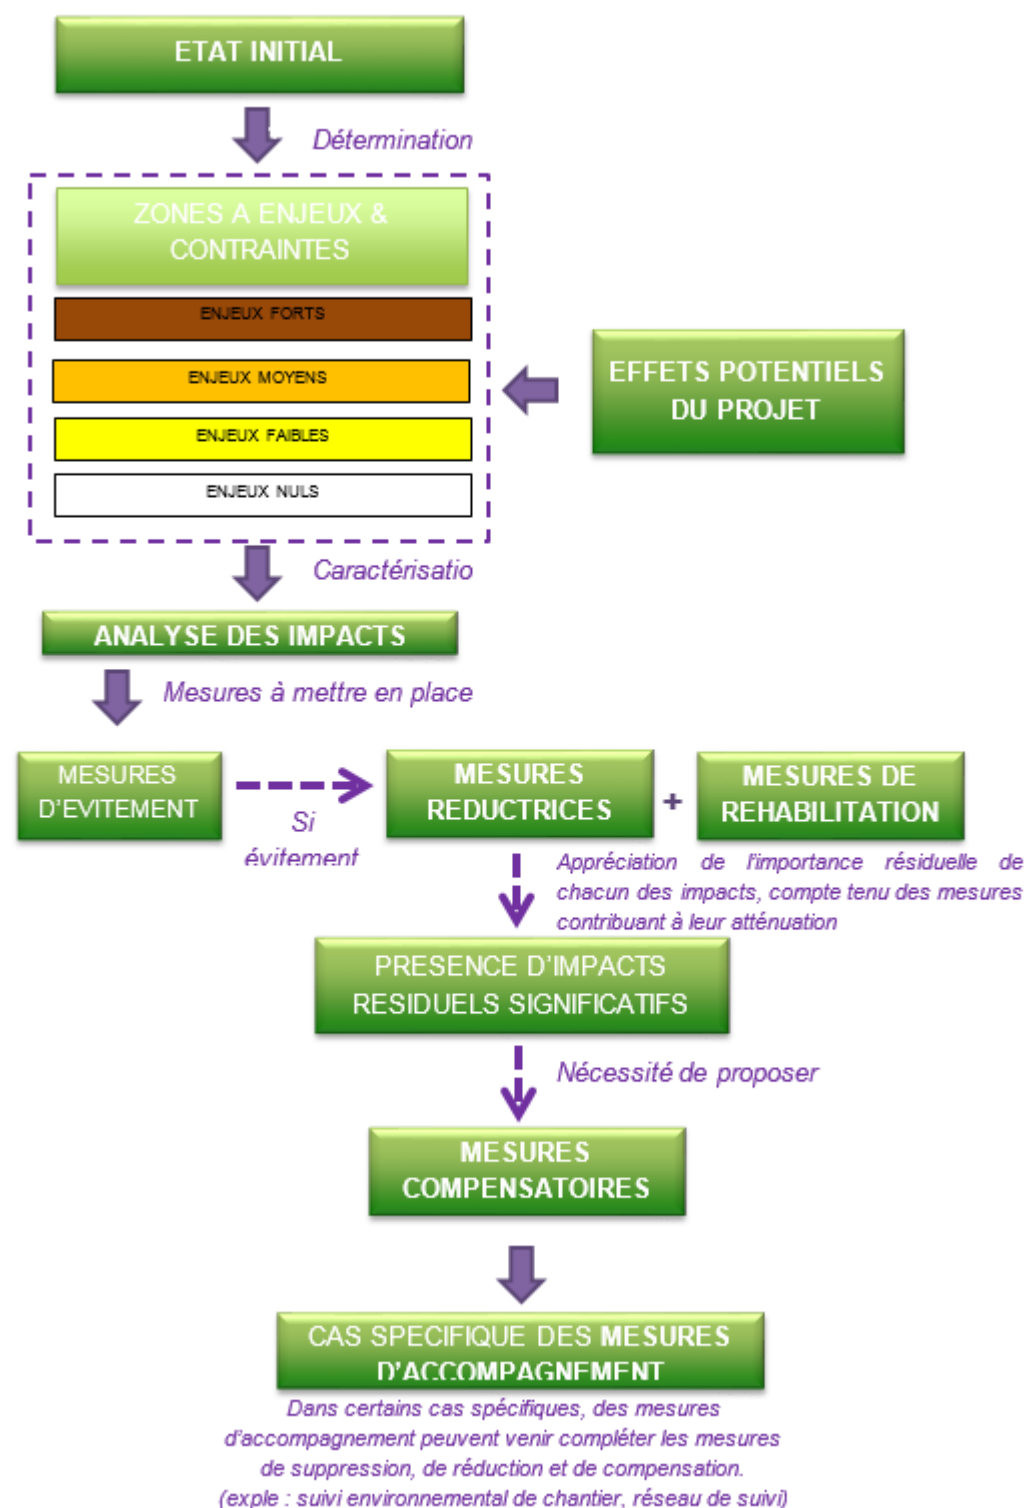 ETAT INITIAL
Détermination
ZONES A ENJEUX &
CONTRAINTES
ENJEUX FORTS
ENJEUX MOYENS
ENJEUX FAIBLES
ENJEUX NULS
EFFETS POTENTIELS
DU PROJET
Caractérisatio
ANALYSE DES IMPACTS
Mesures à mettre en place
MESURES
D'EVITEMENT
Si
évitement
MESURES
REDUCTRICES
+
MESURES DE
REHABILITATION
Appréciation de l'importance résiduelle de
chacun des impacts, compte tenu des mesures
contribuant à leur atténuation
PRESENCE D'IMPACTS
RESIDUELS SIGNIFICATIFS
Nécessité de proposer
MESURES
COMPENSATOIRES
CAS SPECIFIQUE DES MESURES
D'ACCOMPAGNEMENT
Dans certains cas spécifiques, des mesures
d'accompagnement peuvent venir compléter les mesures
de suppression, de réduction et de compensation.
(exple : suivi environnemental de chantier, réseau de suivi)